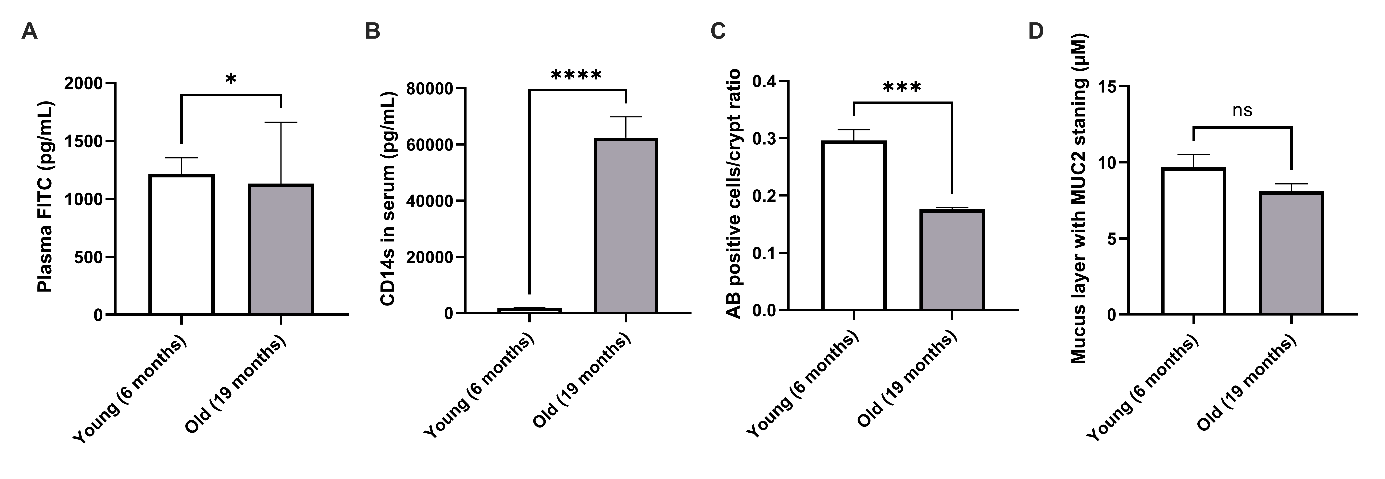 A
Plasma FITC (pg/mL)
2000
1500
1000
500
0
*
Young (6 months)
Old (19 months)
B
CD14s in serum (pg/mL)
80000
60000
40000
20000
0
****
Young (6 months)
Old (19 months)
C
AB positive cells/crypt ratio
0.4
0.3
0.2
0.1
0.0
***
Young (6 months)
Old (19 months)
D
Mucus layer with MUC2 staning (µM)
15
10
5
0
ns
Young (6 months)
Old (19 months)